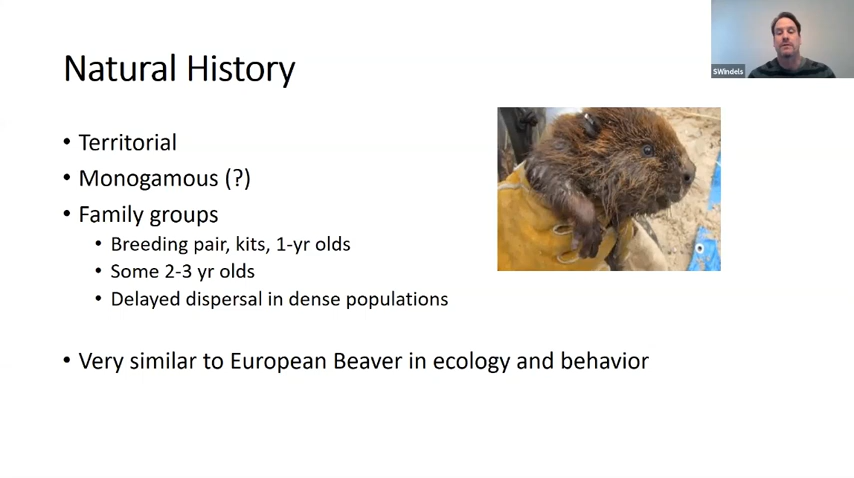 SWindels
Natural History
• Territorial
• Monogamous (?)
• Family groups
• Breeding pair, kits, 1-yr olds
• Some 2-3 yr olds
• Delayed dispersal in dense populations
• Very similar to European Beaver in ecology and behavior